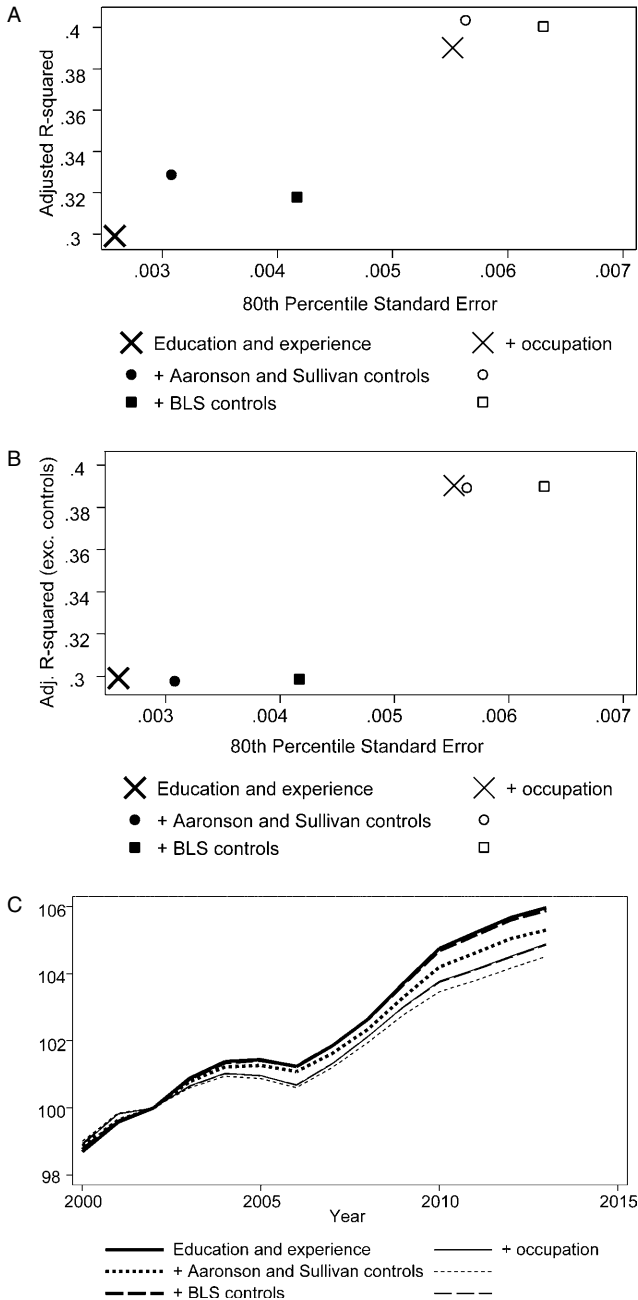 A
Adjusted R-squared
.4
.38
.36
.34
.32
.3
.003 .004 .005 .006 .007
80th Percentile Standard Error
Education and experience + occupation
+ Aaronson and Sullivan controls
+ BLS controls
B
Adj. R-squared (exc. controls)
.4
.38
.36
.34
.32
.3
.003 .004 .005 .006 .007
80th Percentile Standard Error
Education and experience + occupation
+ Aaronson and Sullivan controls
+ BLS controls
C
106
104
102
100
98
2000 2005 2010 2015
Year
Education and experience + occupation
+ Aaronson and Sullivan controls
+ BLS controls